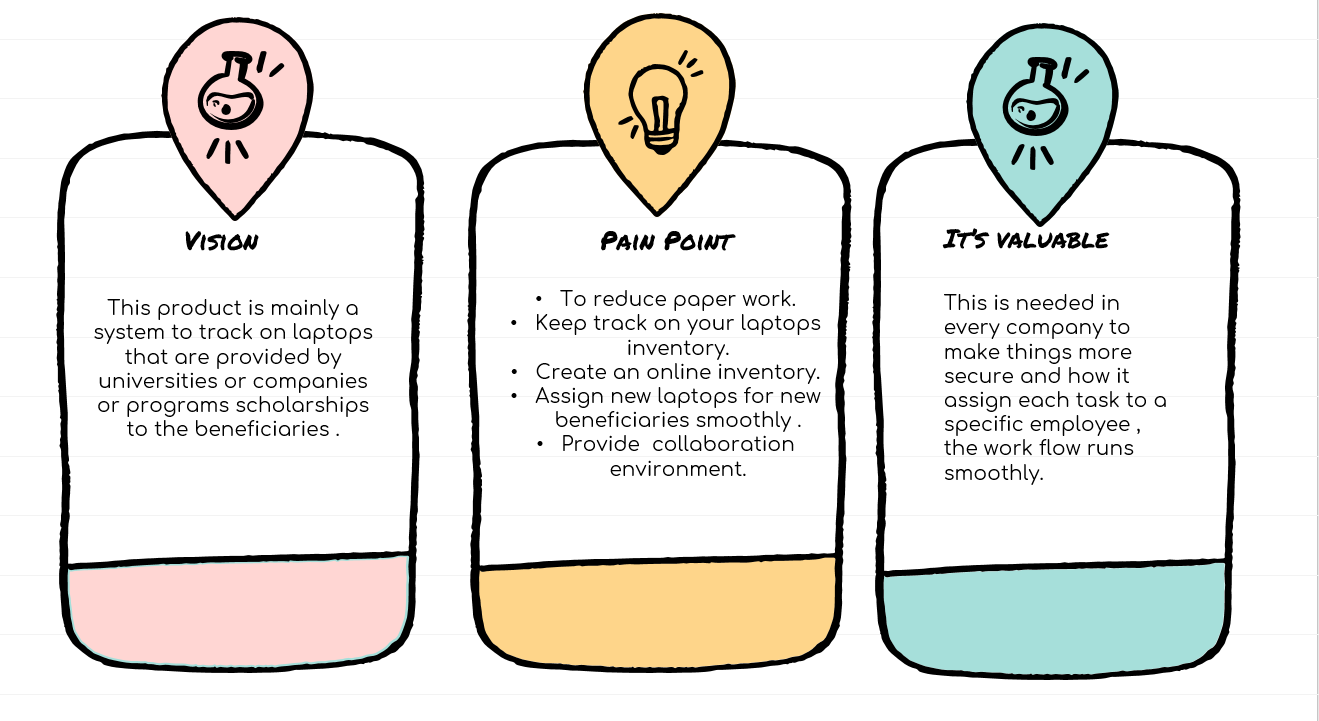 Vision
This product is mainly a
system to track on laptops
that are provided by
universities or companies
or programs scholarships
to the beneficiaries .
Pain Point
• To reduce paper work.
• Keep track on your laptops
inventory.
• Create an online inventory.
• Assign new laptops for new
beneficiaries smoothly .
• Provide  collaboration
environment.
It's valuable
This is needed in
every company to
make things more
secure and how it
assign each task to a
specific employee ,
the work flow runs
smoothly.